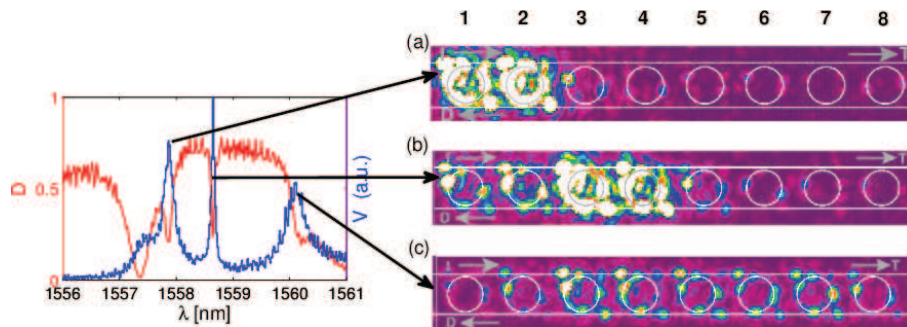 1 2 3 4 5 6 7 8
(a)
I T
D
(b)
I T
D
(c)
I T
D
1
0.5
0
D
V (a.u.)
1556 1557 1558 1559 1560 1561
λ [nm]